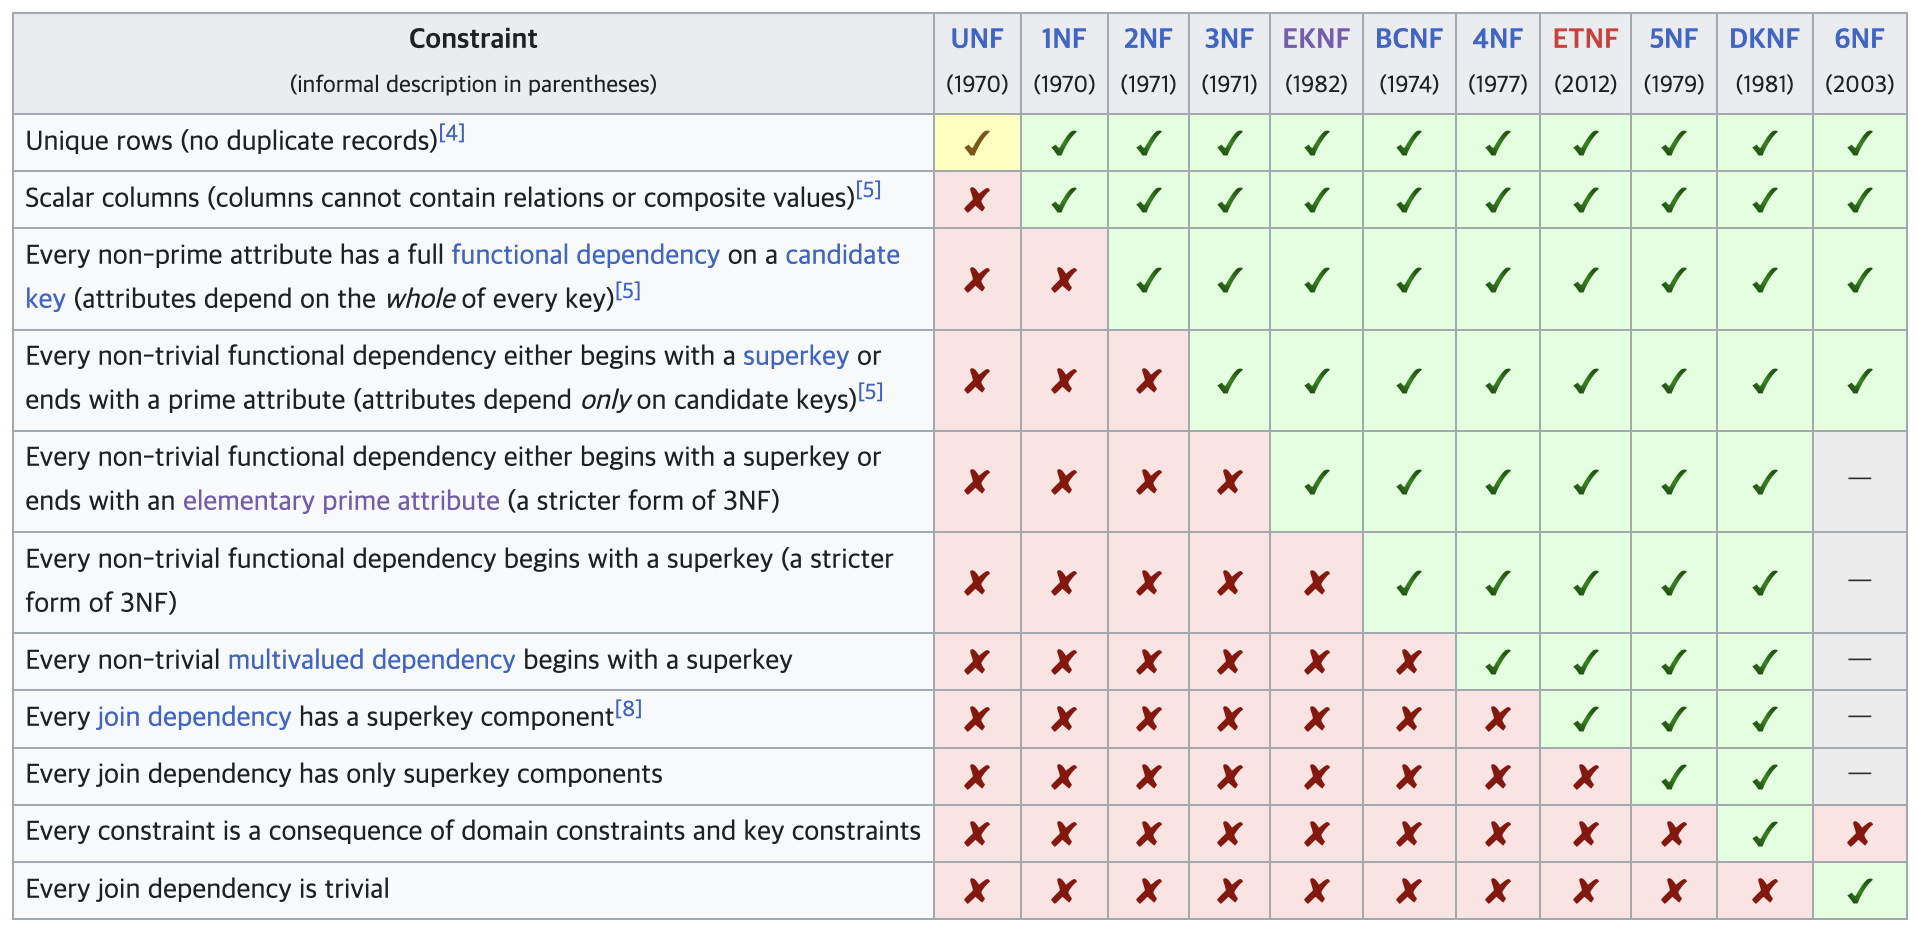 Constraint UNF 1NF 2NF 3NF EKNF BCNF 4NF ETNF 5NF DKNF 6NF
(informal description in parentheses) (1970) (1970) (1971) (1971) (1982) (1974) (1977) (2012) (1979) (1981) (2003)
Unique rows (no duplicate records)[4] ✓ ✓ ✓ ✓ ✓ ✓ ✓ ✓ ✓ ✓ ✓
Scalar columns (columns cannot contain relations or composite values)[5] ✗ ✓ ✓ ✓ ✓ ✓ ✓ ✓ ✓ ✓ ✓
Every non-prime attribute has a full functional dependency on a candidate
key (attributes depend on the whole of every key)[5] ✗ ✗ ✓ ✓ ✓ ✓ ✓ ✓ ✓ ✓ ✓
Every non-trivial functional dependency either begins with a superkey or
ends with a prime attribute (attributes depend only on candidate keys)[5] ✗ ✗ ✗ ✓ ✓ ✓ ✓ ✓ ✓ ✓ ✓
Every non-trivial functional dependency either begins with a superkey or
ends with an elementary prime attribute (a stricter form of 3NF) ✗ ✗ ✗ ✗ ✓ ✓ ✓ ✓ ✓ ✓ —
Every non-trivial functional dependency begins with a superkey (a stricter
form of 3NF) ✗ ✗ ✗ ✗ ✗ ✓ ✓ ✓ ✓ ✓ —
Every non-trivial multivalued dependency begins with a superkey ✗ ✗ ✗ ✗ ✗ ✗ ✓ ✓ ✓ ✓ —
Every join dependency has a superkey component[8] ✗ ✗ ✗ ✗ ✗ ✗ ✗ ✓ ✓ ✓ —
Every join dependency has only superkey components ✗ ✗ ✗ ✗ ✗ ✗ ✗ ✗ ✓ ✓ —
Every constraint is a consequence of domain constraints and key constraints ✗ ✗ ✗ ✗ ✗ ✗ ✗ ✗ ✗ ✓ ✗
Every join dependency is trivial ✗ ✗ ✗ ✗ ✗ ✗ ✗ ✗ ✗ ✗ ✓